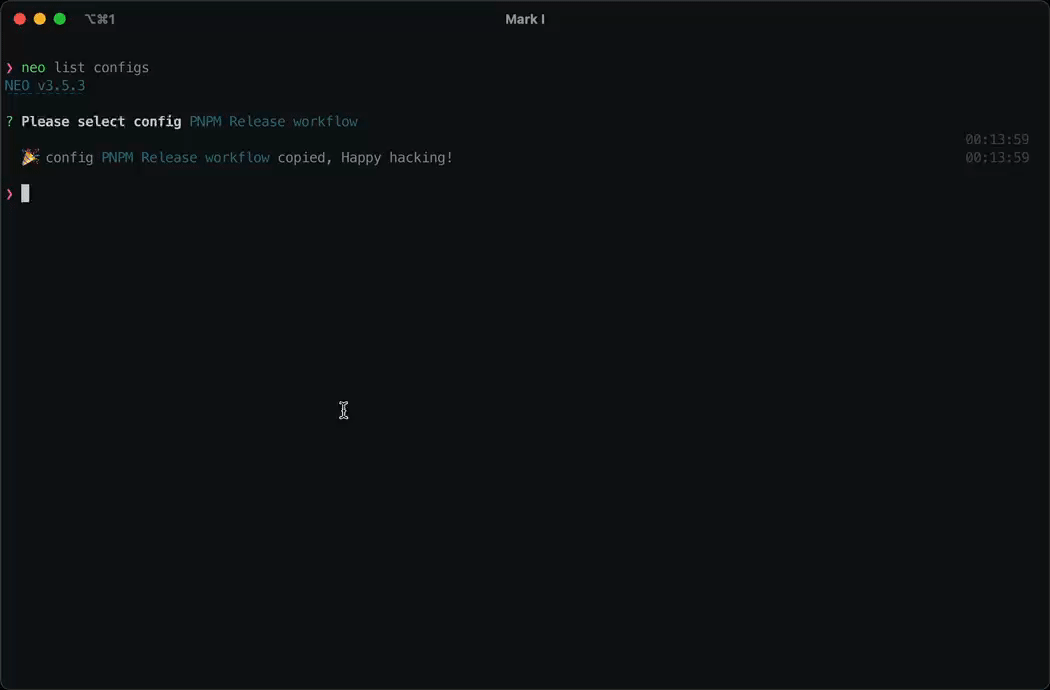 ⌥⌘1 Mark I
❯ neo list configs
NEO v3.5.3
? Please select config PNPM Release workflow
00:13:59
🎉 config PNPM Release workflow copied, Happy hacking! 00:13:59
❯